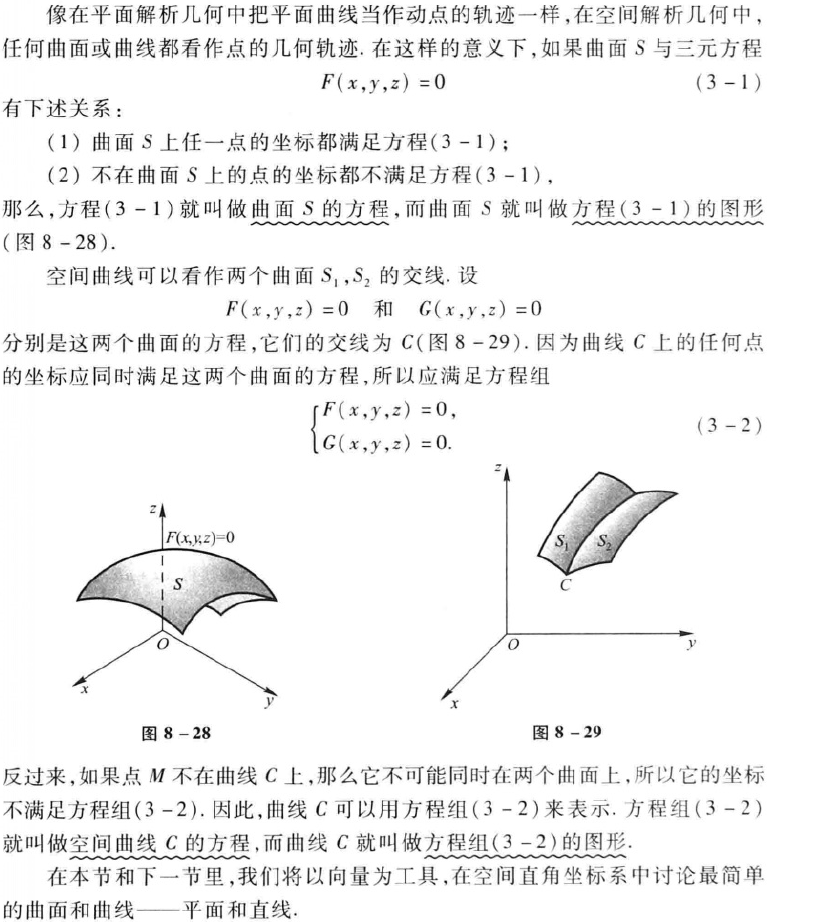 像在平面解析几何中把平面曲线当作动点的轨迹一样,在空间解析几何中,
任何曲面或曲线都看作点的几何轨迹. 在这样的意义下,如果曲面 S 与三元方程
F(x,y,z) =0 (3-1)
有下述关系:
(1) 曲面 S 上任一点的坐标都满足方程(3-1);
(2) 不在曲面 S 上的点的坐标都不满足方程(3-1),
那么,方程(3-1)就叫做曲面 S 的方程,而曲面 S 就叫做方程(3-1)的图形
(图 8-28).
空间曲线可以看作两个曲面 S₁,S₂ 的交线. 设
F(x,y,z) =0 和 G(x,y,z) =0
分别是这两个曲面的方程,它们的交线为 C(图 8-29). 因为曲线 C 上的任何点
的坐标应同时满足这两个曲面的方程,所以应满足方程组
{F(x,y,z) =0,
G(x,y,z) =0. (3-2)
z
F(x,y,z)=0
S
O
x
y
图 8-28
z
S₁
S₂
C
O
y
x
图 8-29
反过来,如果点 M 不在曲线 C 上,那么它不可能同时在两个曲面上,所以它的坐标
不满足方程组(3-2). 因此,曲线 C 可以用方程组(3-2)来表示. 方程组(3-2)
就叫做空间曲线 C 的方程,而曲线 C 就叫做方程组(3-2)的图形.
在本节和下一节里,我们将以向量为工具,在空间直角坐标系中讨论最简单
的曲面和曲线——平面和直线.